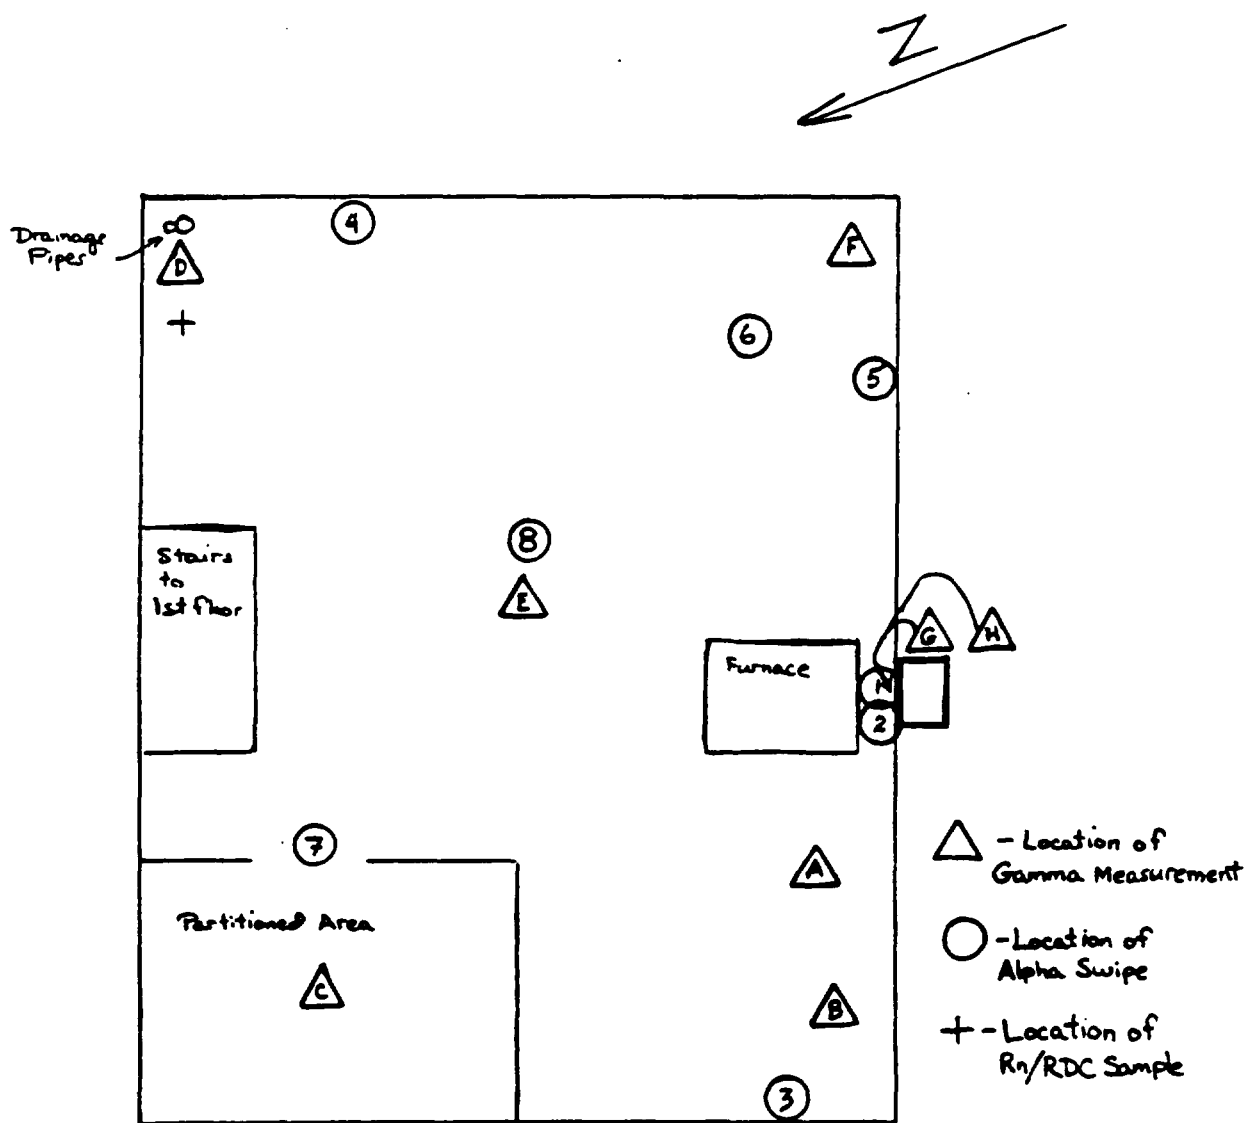 N
Drainage
Pipes
4
D
F
6
5
Stairs
to
1st floor
8
E
G
H
Furnace
1
2
7
A
Partitioned Area
C
B
3
- Location of
Gamma Measurement
- Location of
Alpha Swipe
- Location of
Rn/RDC Sample